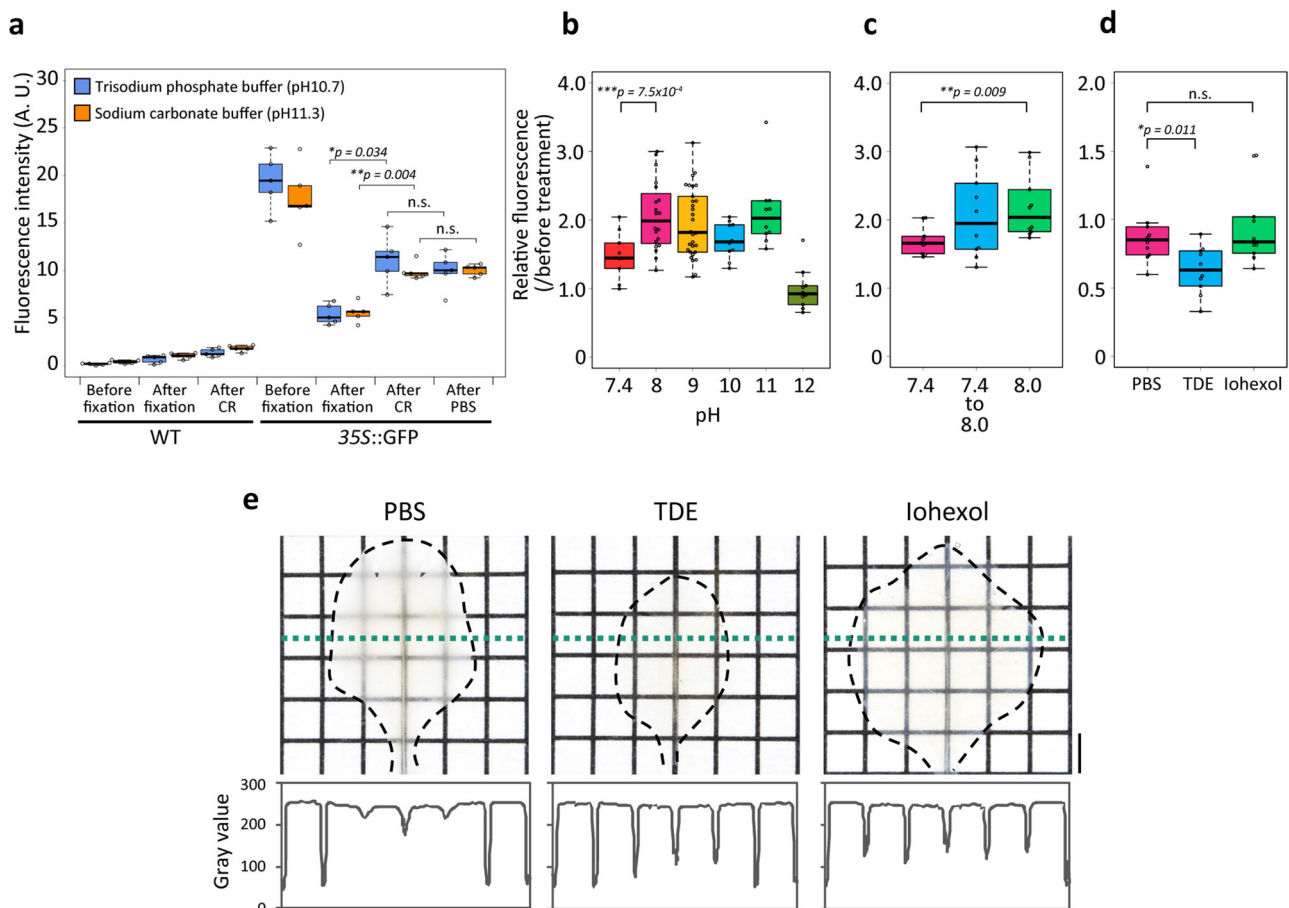 a
Fluorescence intensity (A. U.)
30
25
20
15
10
5
0
Trisodium phosphate buffer (pH10.7)
Sodium carbonate buffer (pH11.3)
*p = 0.034
**p = 0.004
n.s.
n.s.
Before fixation
After fixation
After CR
Before fixation
After fixation
After CR
After PBS
WT
35S::GFP
b
Relative fluorescence
(/before treatment)
4.0
3.0
2.0
1.0
0
***p = 7.5x10-4
7.4 8 9 10 11 12
pH
c
4.0
3.0
2.0
1.0
0
**p = 0.009
7.4 7.4 8.0
to
8.0
d
2.0
1.5
1.0
0.5
0
n.s.
*p = 0.011
PBS TDE Iohexol
e
PBS TDE Iohexol
Gray value
300
200
100
0